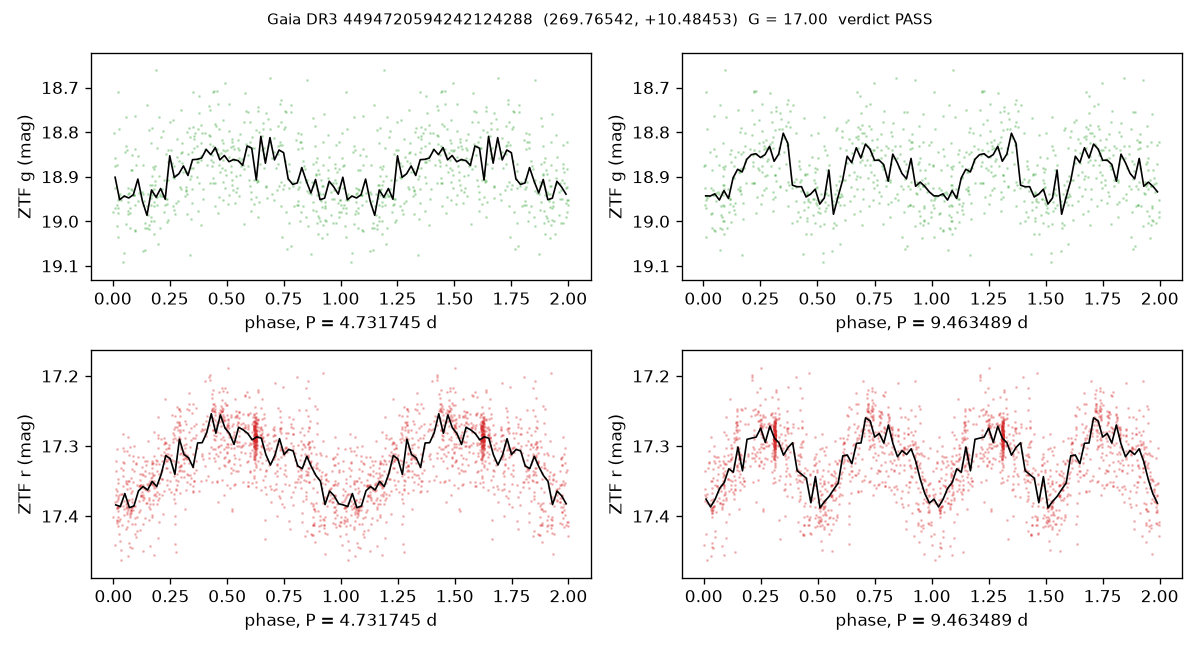 Gaia DR3 4494720594242124288  (269.76542, +10.48453)  G = 17.00  verdict PASS
ZTF g (mag)
18.7
18.8
18.9
19.0
19.1
0.00 0.25 0.50 0.75 1.00 1.25 1.50 1.75 2.00
phase, P = 4.731745 d
ZTF g (mag)
18.7
18.8
18.9
19.0
19.1
0.00 0.25 0.50 0.75 1.00 1.25 1.50 1.75 2.00
phase, P = 9.463489 d
ZTF r (mag)
17.2
17.3
17.4
0.00 0.25 0.50 0.75 1.00 1.25 1.50 1.75 2.00
phase, P = 4.731745 d
ZTF r (mag)
17.2
17.3
17.4
0.00 0.25 0.50 0.75 1.00 1.25 1.50 1.75 2.00
phase, P = 9.463489 d